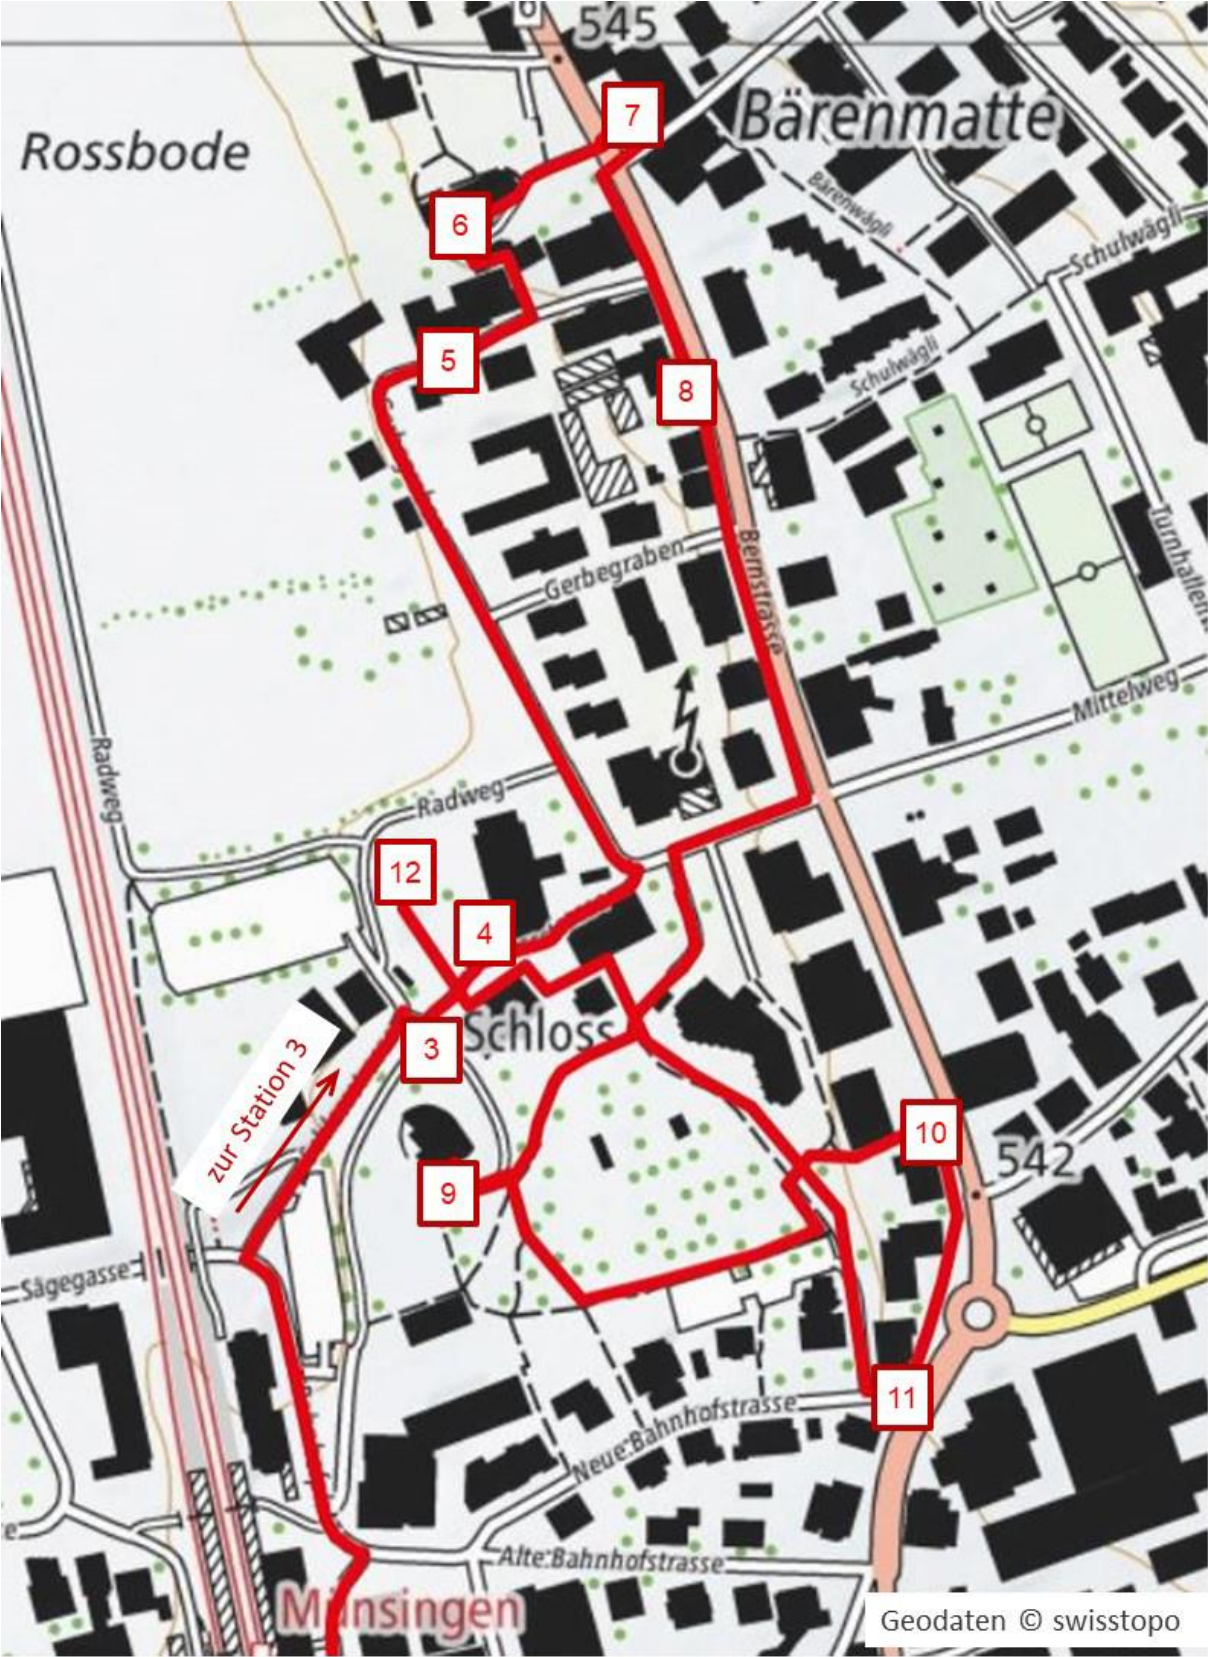 6
545
7
Bärenmatte
Rossbode
Bärenwägli
6
Schulwägli
5
Schulwägli
8
Turnhallen
Bernstrasse
Gerbegraben
Mittelweg
Radweg
Radweg
12
4
Schloss
3
zur Station 3
10
542
9
Sägegasse
11
Neue Bahnhofstrasse
Alte Bahnhofstrasse
Münsingen
Geodaten © swisstopo